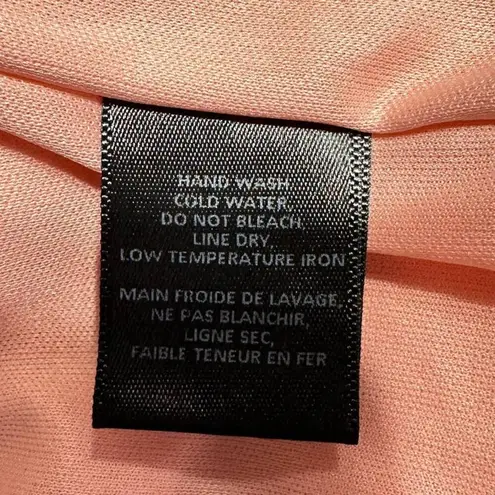 HAND WASH
COLD WATER,
DO NOT BLEACH,
LINE DRY,
LOW TEMPERATURE IRON
MAIN FROIDE DE LAVAGE,
NE PAS BLANCHIR,
LIGNE SEC,
FAIBLE TENEUR EN FER